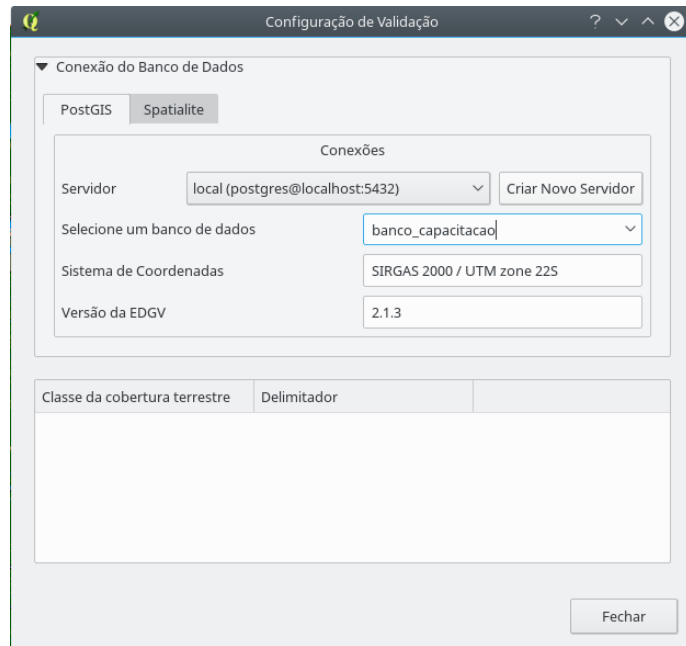 Configuração de Validação
Conexão do Banco de Dados
PostGIS Spatialite
Conexões
Servidor local (postgres@localhost:5432) Criar Novo Servidor
Selecione um banco de dados banco_capacitacao
Sistema de Coordenadas SIRGAS 2000 / UTM zone 22S
Versão da EDGV 2.1.3
Classe da cobertura terrestre Delimitador
Fechar